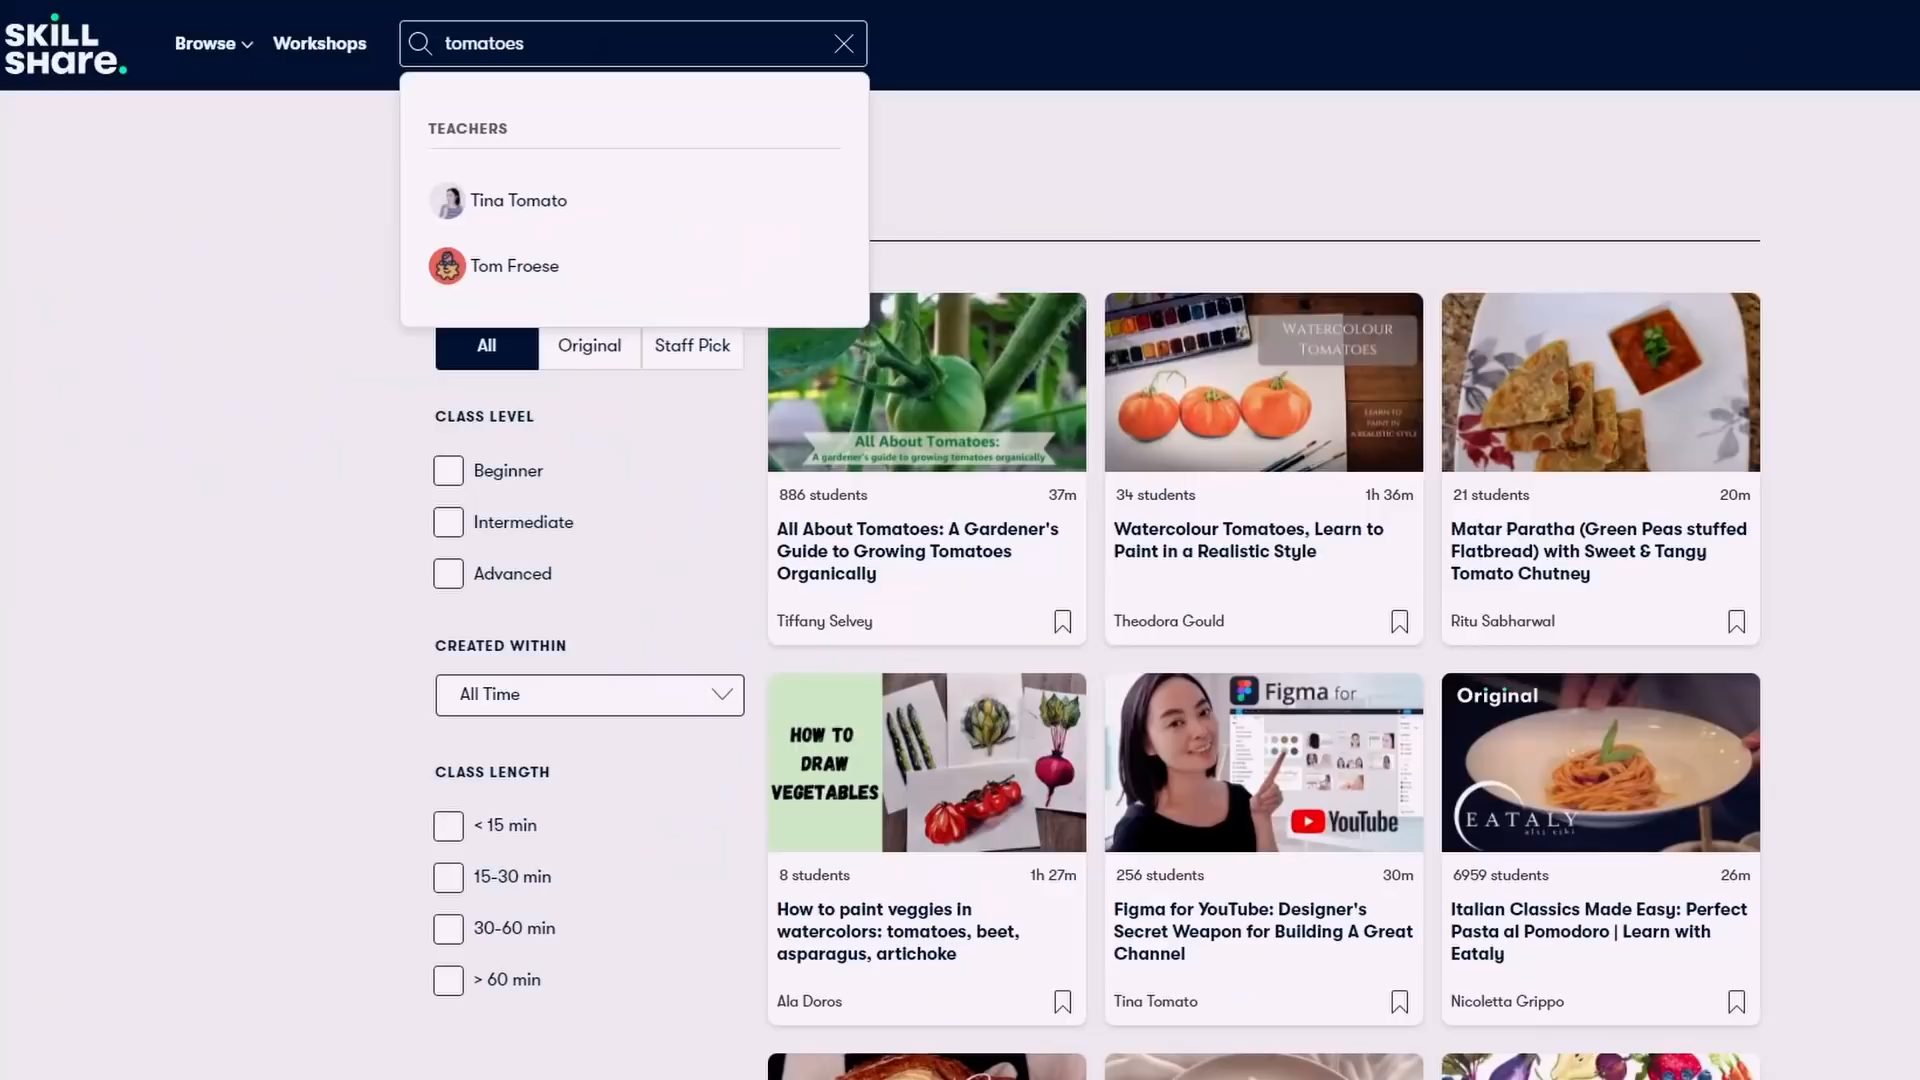 SKILL
SHare.
Browse
Workshops
tomatoes
TEACHERS
Tina Tomato
Tom Froese
All
Original
Staff Pick
CLASS LEVEL
Beginner
Intermediate
Advanced
CREATED WITHIN
All Time
CLASS LENGTH
< 15 min
15-30 min
30-60 min
> 60 min
All About Tomatoes:
A gardener's guide to growing tomatoes organically
886 students
37m
All About Tomatoes: A Gardener's
Guide to Growing Tomatoes
Organically
Tiffany Selvey
WATERCOLOUR
TOMATOES
LEARN TO
PAINT IN
A REALISTIC STYLE
34 students
1h 36m
Watercolour Tomatoes, Learn to
Paint in a Realistic Style
Theodora Gould
21 students
20m
Matar Paratha (Green Peas stuffed
Flatbread) with Sweet & Tangy
Tomato Chutney
Ritu Sabharwal
HOW TO
DRAW
VEGETABLES
8 students
1h 27m
How to paint veggies in
watercolors: tomatoes, beet,
asparagus, artichoke
Ala Doros
Figma for
YouTube
256 students
30m
Figma for YouTube: Designer's
Secret Weapon for Building A Great
Channel
Tina Tomato
Original
EATALY
6959 students
26m
Italian Classics Made Easy: Perfect
Pasta al Pomodoro | Learn with
Eataly
Nicoletta Grippo